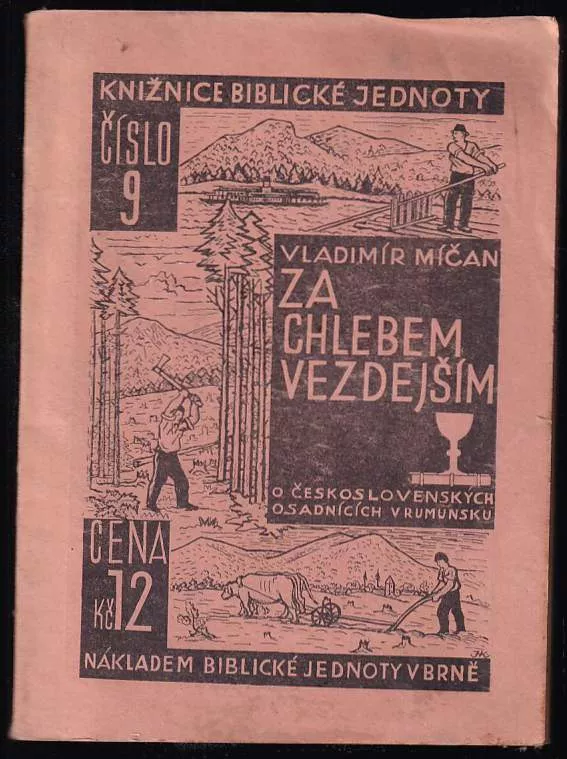 KNIŽNICE BIBLICKÉ JEDNOTY
ČÍSLO
9
VLADIMÍR MÍČAN
ZA
CHLEBEM
VEZDEJŠÍM
O ČESKOSLOVENSKÝCH
OSADNÍCÍCH V RUMUNSKU
CENA
KČ 12
NÁKLADEM BIBLICKÉ JEDNOTY V BRNĚ